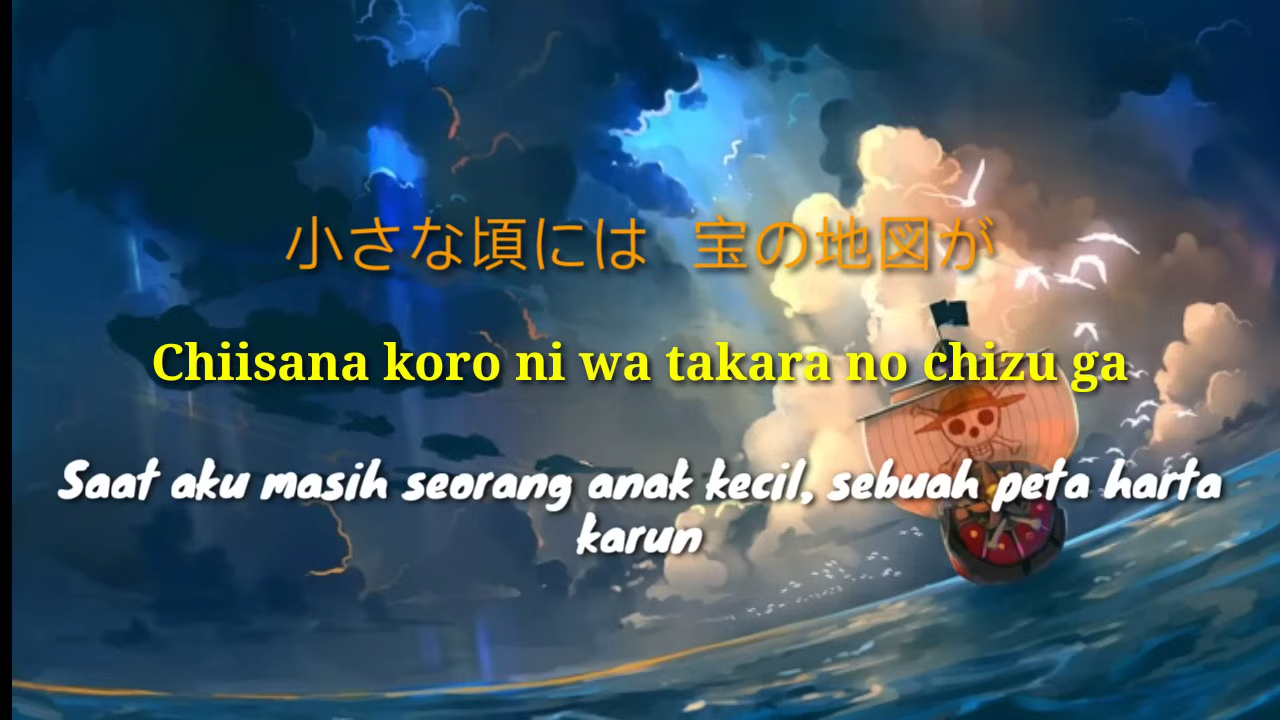 小さな頃には 宝の地図が
Chiisana koro ni wa takara no chizu ga
Saat aku masih seorang anak kecil, sebuah peta harta
karun